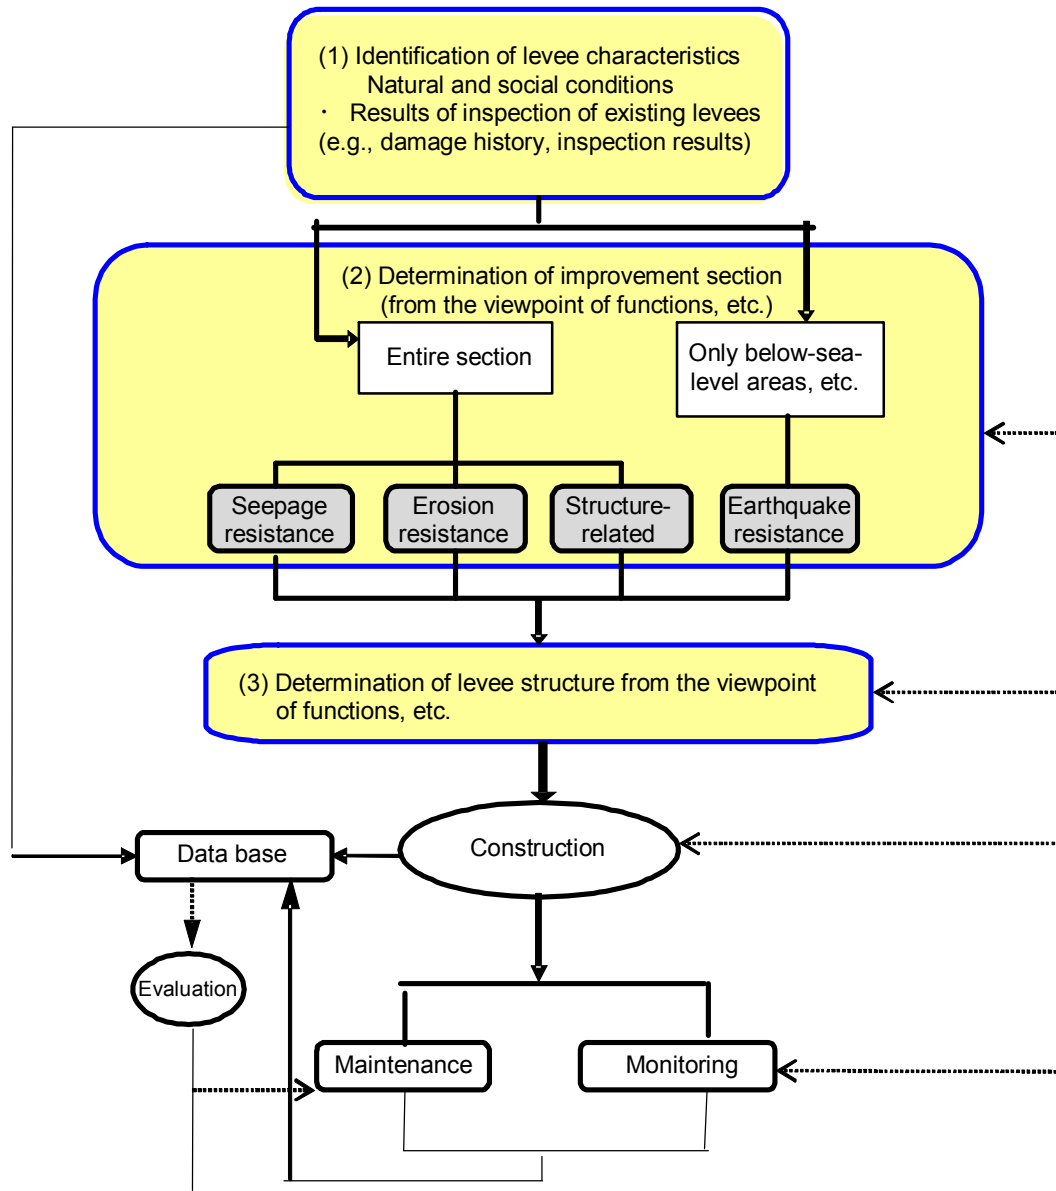 (1) Identification of levee characteristics
Natural and social conditions
・ Results of inspection of existing levees
(e.g., damage history, inspection results)
(2) Determination of improvement section
(from the viewpoint of functions, etc.)
Entire section
Only below-sea-
level areas, etc.
Seepage
resistance
Erosion
resistance
Structure-
related
Earthquake
resistance
(3) Determination of levee structure from the viewpoint
of functions, etc.
Construction
Data base
Evaluation
Maintenance
Monitoring